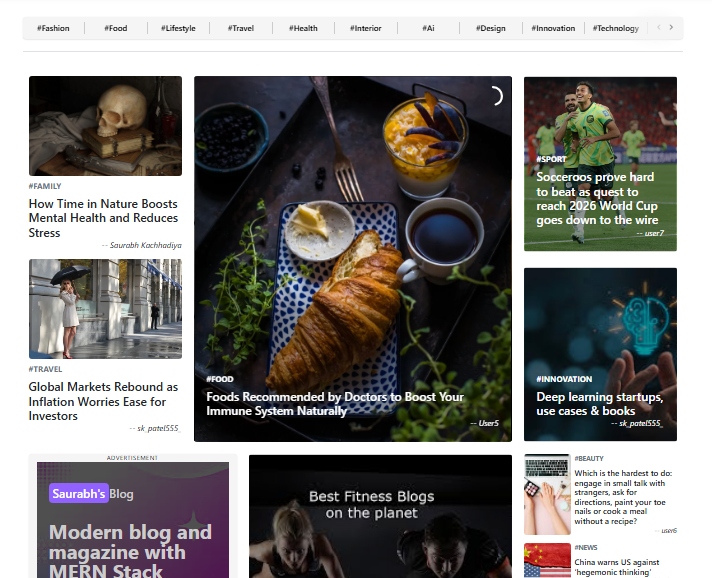 #Fashion
#Food
#Lifestyle
#Travel
#Health
#Interior
#Ai
#Design
#Innovation
#Technology
#FAMILY
How Time in Nature Boosts
Mental Health and Reduces
Stress
-- Saurabh Kachhadiya
#TRAVEL
Global Markets Rebound as
Inflation Worries Ease for
Investors
-- sk_patel555_
#FOOD
Foods Recommended by Doctors to Boost Your
Immune System Naturally
-- User5
#SPORT
Socceroos prove hard
to beat as quest to
reach 2026 World Cup
goes down to the wire
-- user7
#INNOVATION
Deep learning startups,
use cases & books
-- sk_patel555_
ADVERTISEMENT
Saurabh's Blog
Modern blog and
magazine with
MERN Stack
Best Fitness Blogs
on the planet
#BEAUTY
Which is the hardest to do:
engage in small talk with
strangers, ask for
directions, paint your toe
nails or cook a meal
without a recipe?
-- user6
#NEWS
China warns US against
'hegemonic thinking'